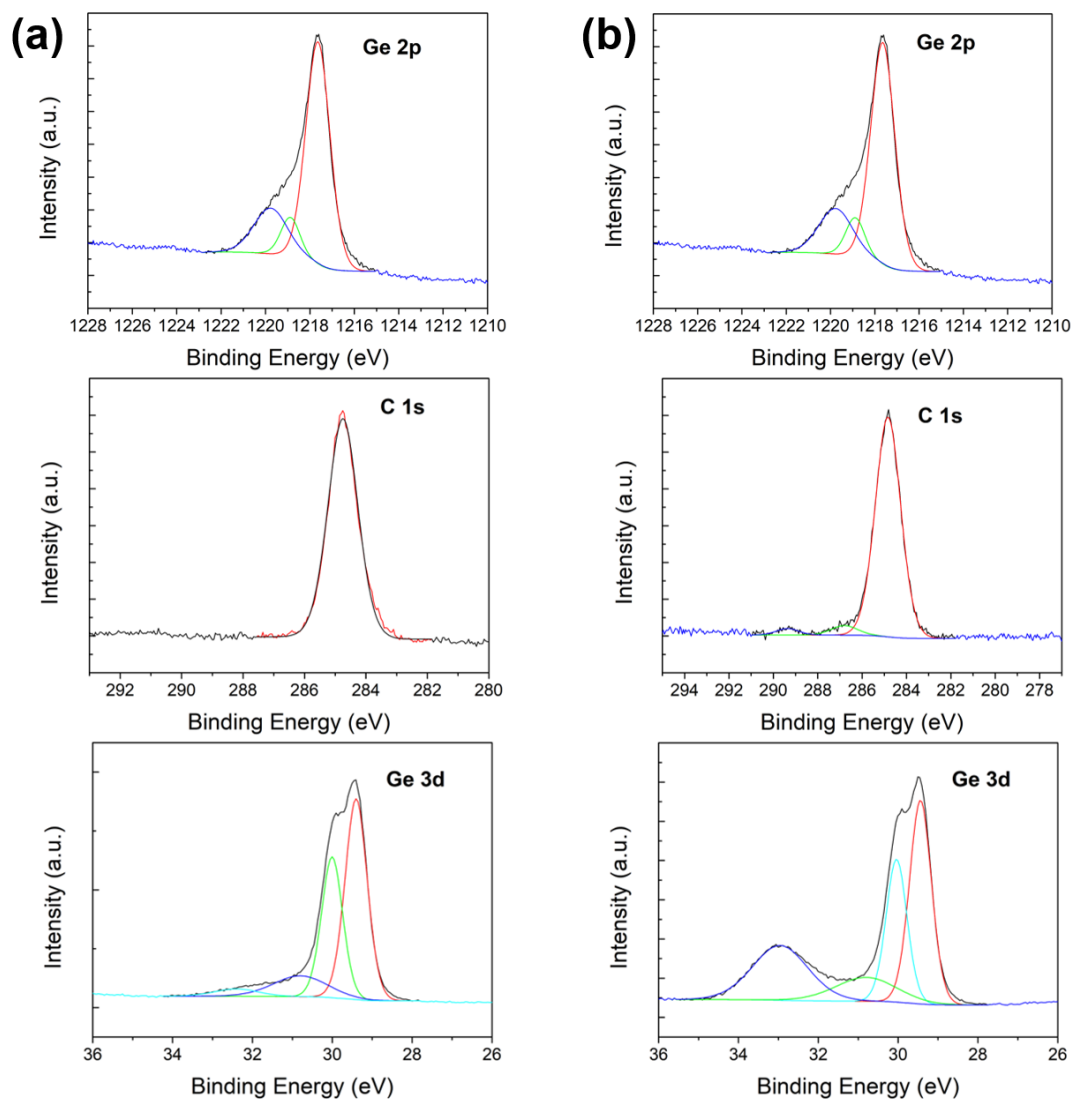 (a)
Ge 2p
Intensity (a.u.)
1228 1226 1224 1222 1220 1218 1216 1214 1212 1210
Binding Energy (eV)
C 1s
Intensity (a.u.)
292 290 288 286 284 282 280
Binding Energy (eV)
Ge 3d
Intensity (a.u.)
36 34 32 30 28 26
Binding Energy (eV)
(b)
Ge 2p
Intensity (a.u.)
1228 1226 1224 1222 1220 1218 1216 1214 1212 1210
Binding Energy (eV)
C 1s
Intensity (a.u.)
294 292 290 288 286 284 282 280 278
Binding Energy (eV)
Ge 3d
Intensity (a.u.)
36 34 32 30 28 26
Binding Energy (eV)